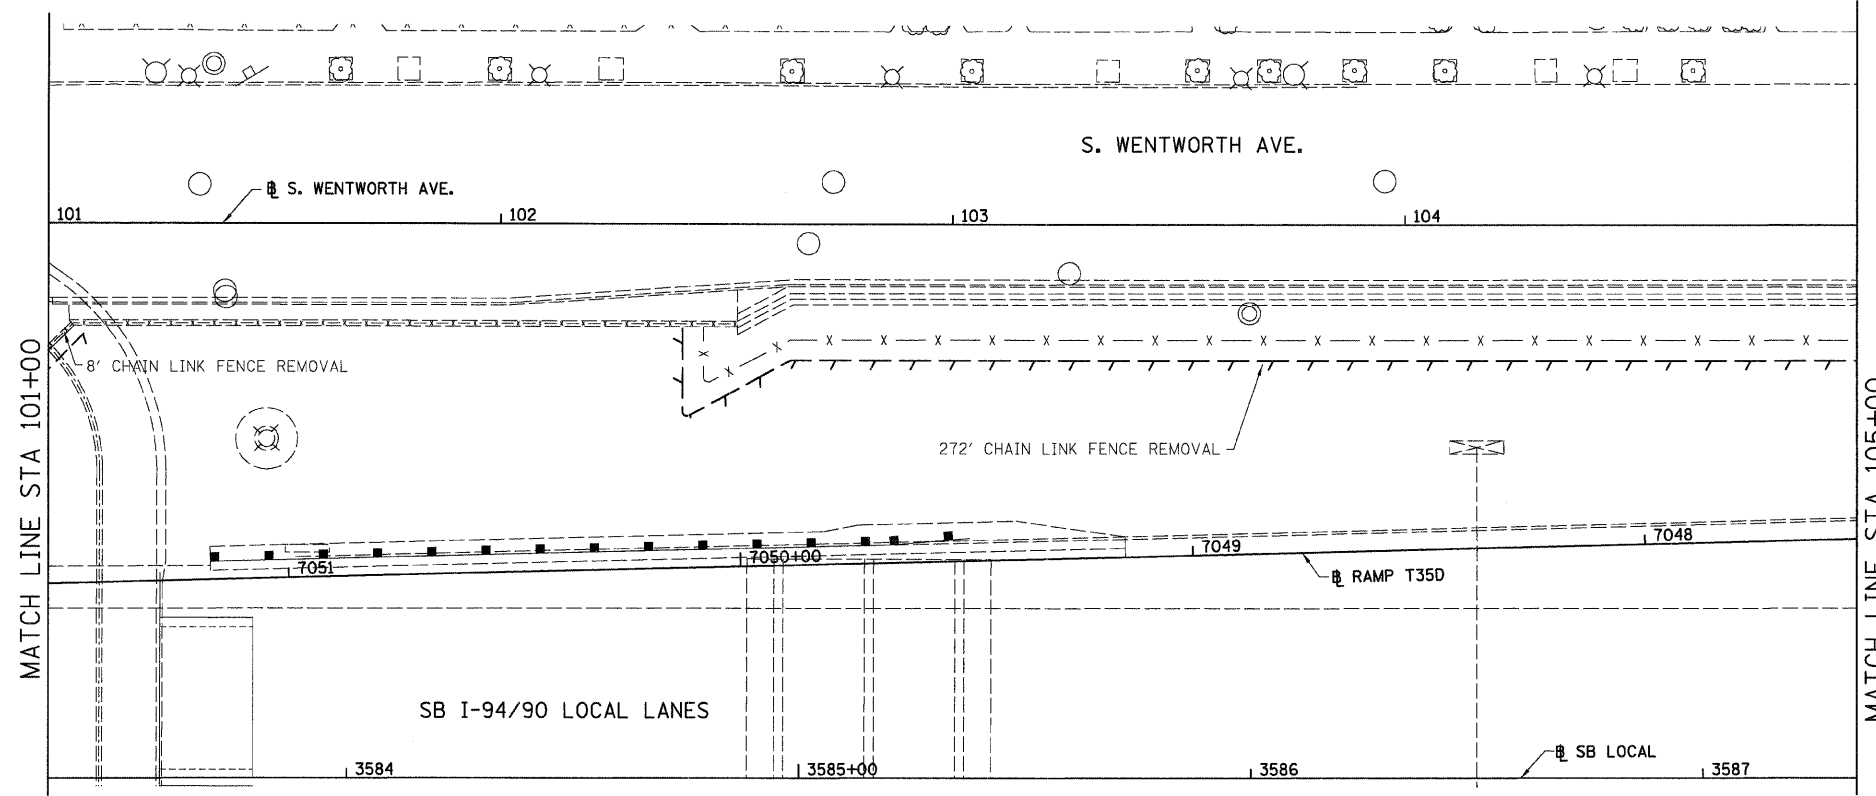 S. WENTWORTH AVE.
℄ S. WENTWORTH AVE.
101
102
103
104
MATCH LINE STA 101+00
8' CHAIN LINK FENCE REMOVAL
272' CHAIN LINK FENCE REMOVAL
MATCH LINE STA 105+00
7051
7050+00
7049
7048
℄ RAMP T35D
SB I-94/90 LOCAL LANES
℄ SB LOCAL
3584
3585+00
3586
3587